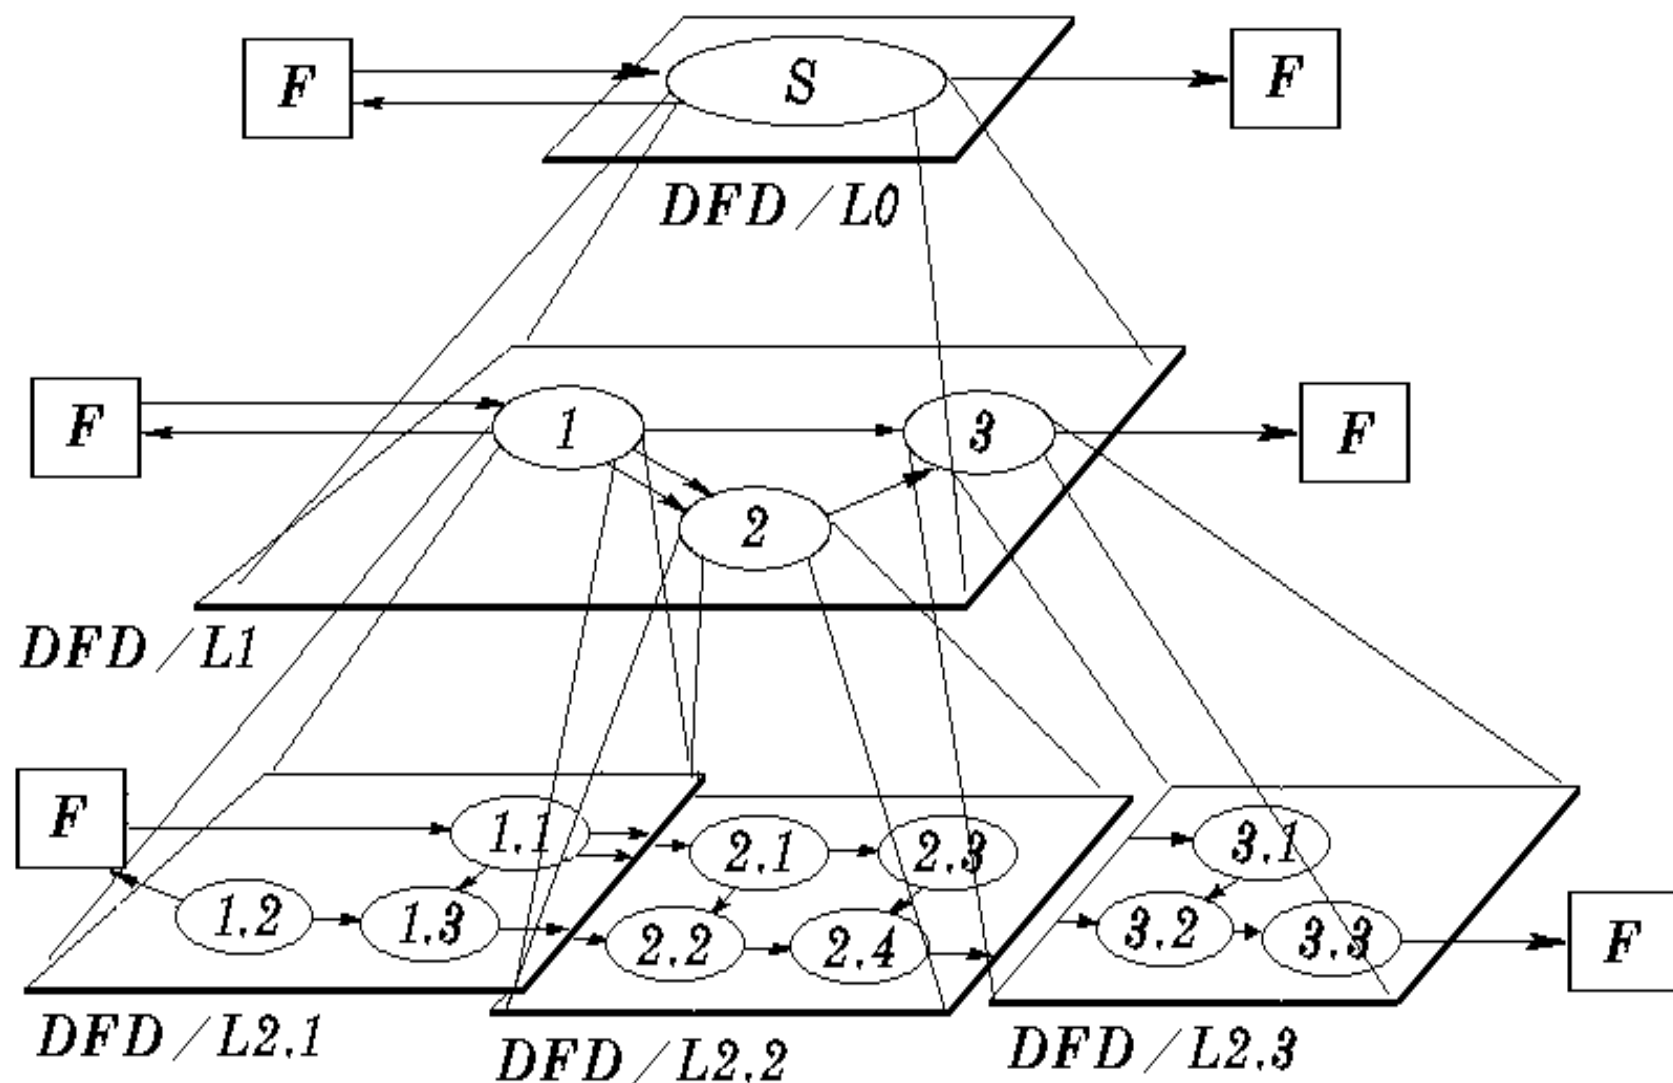 F S F
DFD/L0
F 1 3 F
2
DFD/L1
F 1.1 2.1 2.3 3.1
1.2 1.3 2.2 2.4 3.2 3.3 F
DFD/L2.1 DFD/L2.2 DFD/L2.3